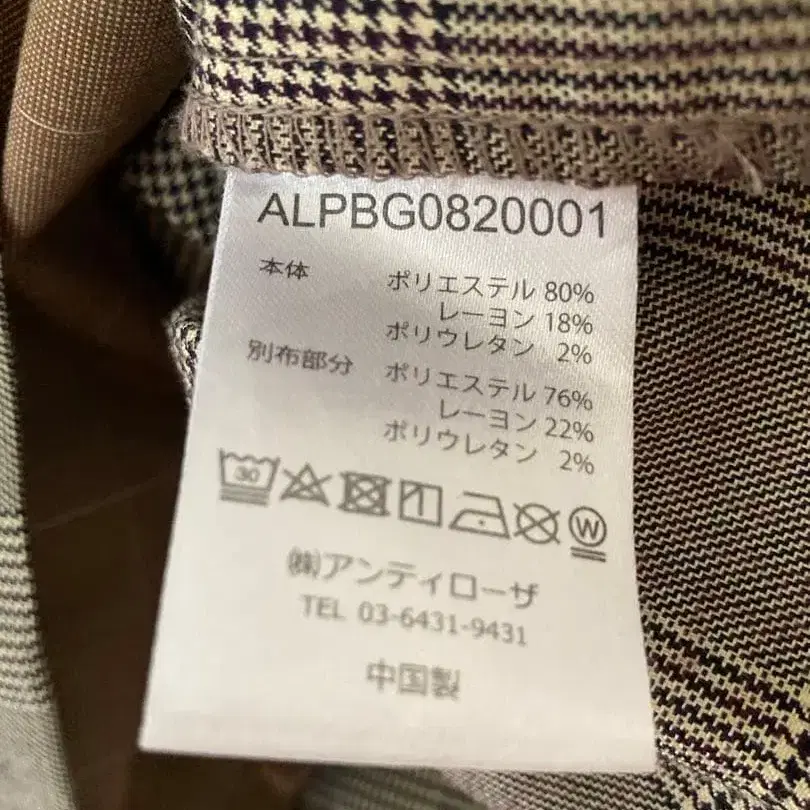 ALPBG0820001
本体 ポリエステル 80%
レーヨン 18%
ポリウレタン 2%
別布部分 ポリエステル 76%
レーヨン 22%
ポリウレタン 2%
30 W
㈱アンティローザ
TEL 03-6431-9431
中国製